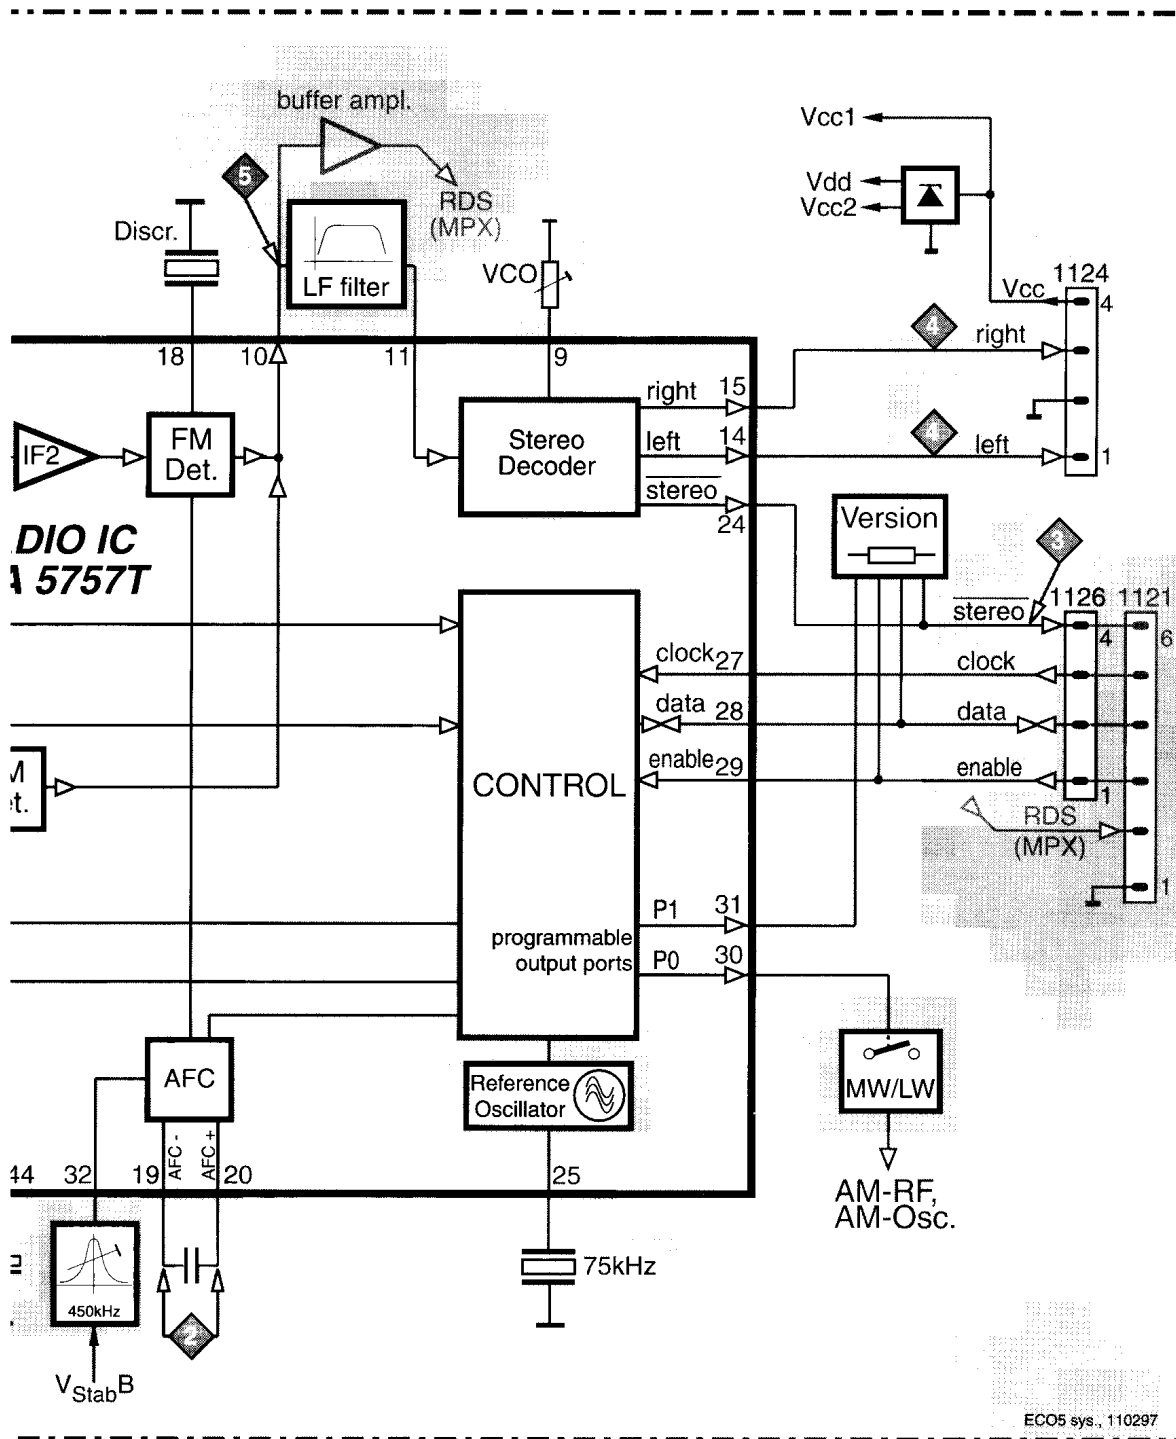 buffer ampl.
5
RDS
(MPX)
Discr.
LF filter
VCO
Vcc1
Vdd
Vcc2
1124
Vcc
4
4
right
18
10
11
9
right
15
IF2
FM
Det.
Stereo
Decoder
left
14
4
left
1
stereo
24
Version
DIO IC
A 5757T
3
stereo
1126
1121
4
6
clock
27
clock
data
28
data
enable
29
enable
M
et.
CONTROL
1
RDS
(MPX)
1
P1
31
programmable
output ports
P0
30
AFC
Reference
Oscillator
MW/LW
AFC -
AFC +
44
32
19
20
25
AM-RF,
AM-Osc.
450kHz
75kHz
2
VStabB
ECO5 sys., 110297